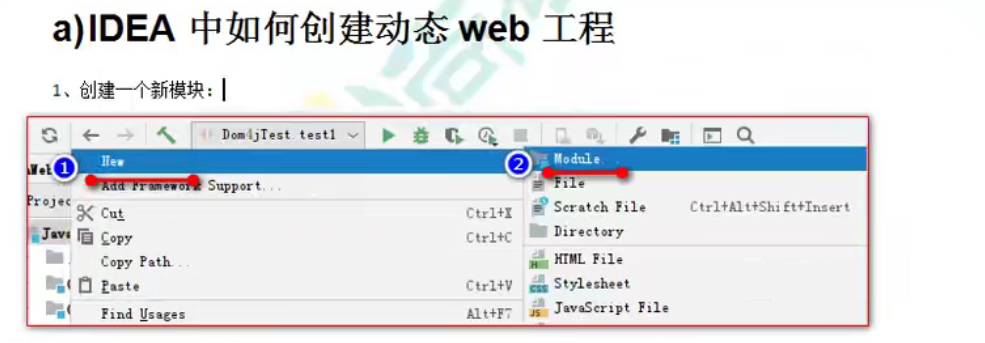 a)IDEA 中如何创建动态 web 工程
1、创建一个新模块：
Dom4jTest.test1
1 New
2 Module...
Add Framework Support...
File
Cut Ctrl+X
Scratch File Ctrl+Alt+Shift+Insert
Copy Ctrl+C
Directory
Copy Path...
HTML File
Paste Ctrl+V
Stylesheet
Find Usages Alt+F7
JavaScript File
Projec
Java